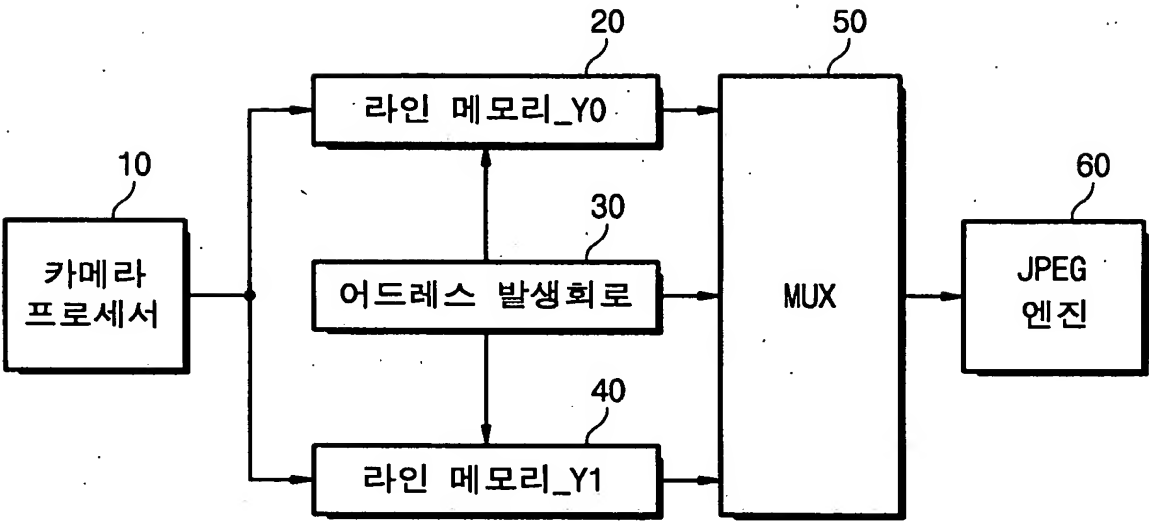 20
50
라인 메모리_Y0
10
30
60
카메라
프로세서
어드레스 발생회로
MUX
JPEG
엔진
40
라인 메모리_Y1